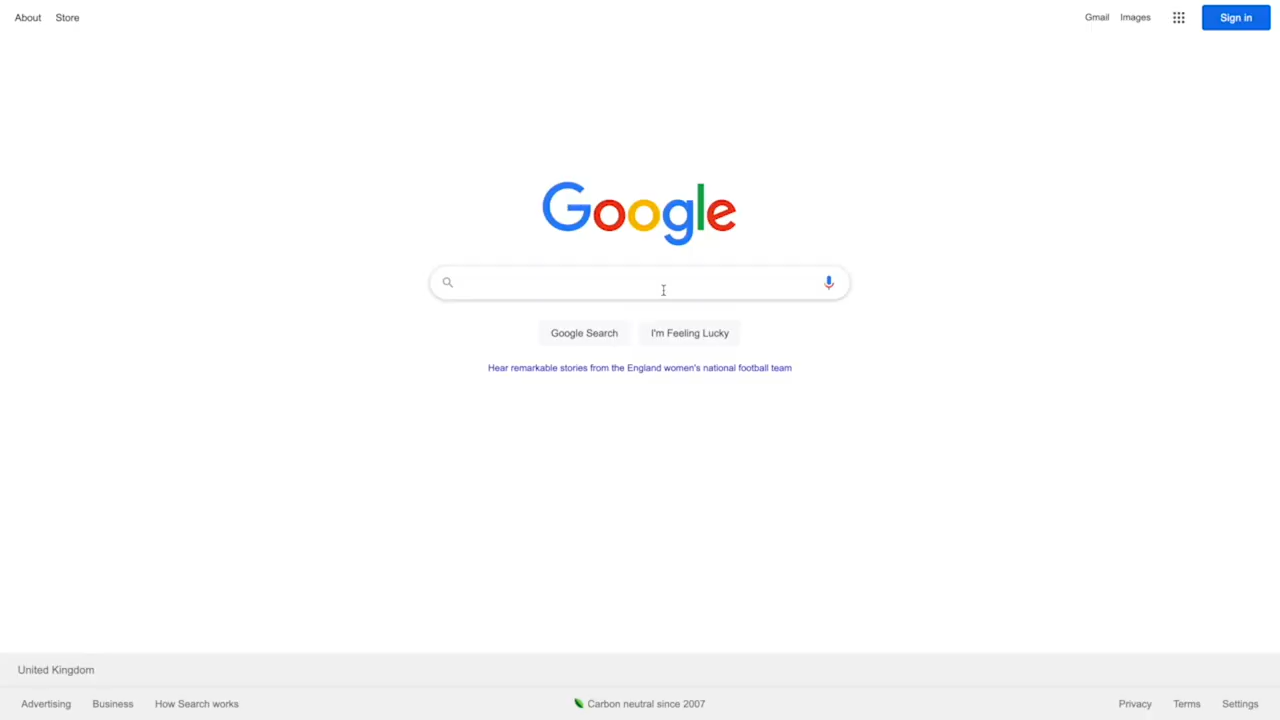 About Store Gmail Images Sign in
Google
Google Search I'm Feeling Lucky
Hear remarkable stories from the England women's national football team
United Kingdom
Advertising Business How Search works Carbon neutral since 2007 Privacy Terms Settings